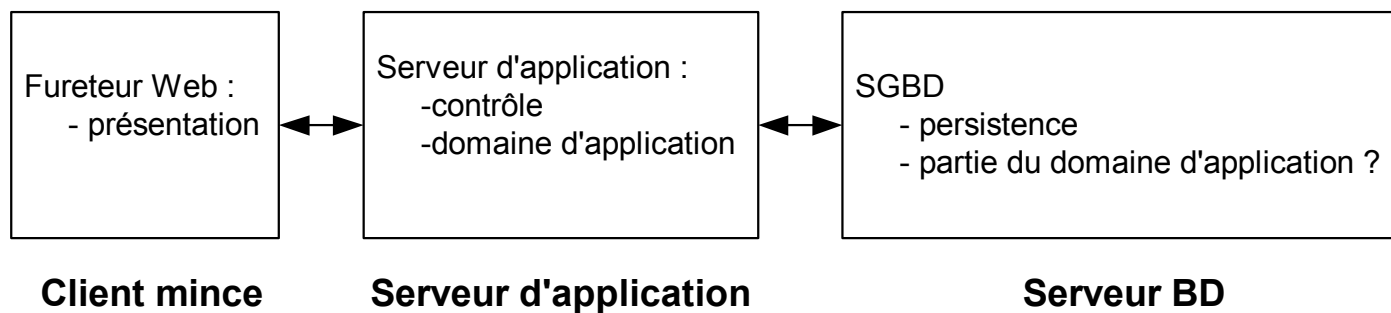 Fureteur Web :
- présentation
Serveur d'application :
-contrôle
-domaine d'application
SGBD
- persistence
- partie du domaine d'application ?
Client mince
Serveur d'application
Serveur BD